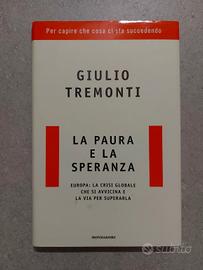 Per capire che cosa ci sta succedendo
GIULIO
TREMONTI
LA PAURA
E LA
SPERANZA
EUROPA: LA CRISI GLOBALE
CHE SI AVVICINA E
LA VIA PER SUPERARLA
MONDADORI
subito